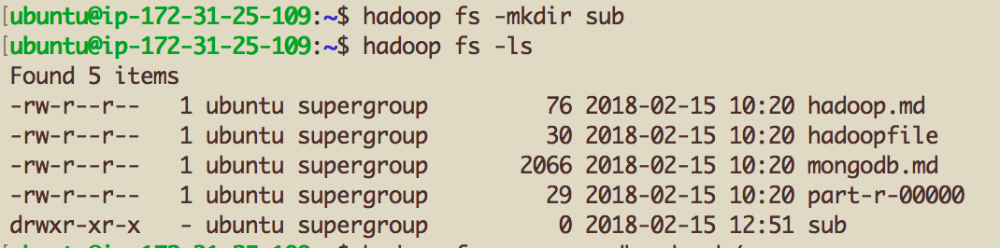 [ubuntu@ip-172-31-25-109:~$ hadoop fs -mkdir sub
[ubuntu@ip-172-31-25-109:~$ hadoop fs -ls
Found 5 items
-rw-r--r--   1 ubuntu supergroup         76 2018-02-15 10:20 hadoop.md
-rw-r--r--   1 ubuntu supergroup         30 2018-02-15 10:20 hadoopfile
-rw-r--r--   1 ubuntu supergroup       2066 2018-02-15 10:20 mongodb.md
-rw-r--r--   1 ubuntu supergroup         29 2018-02-15 10:20 part-r-00000
drwxr-xr-x   - ubuntu supergroup          0 2018-02-15 12:51 sub